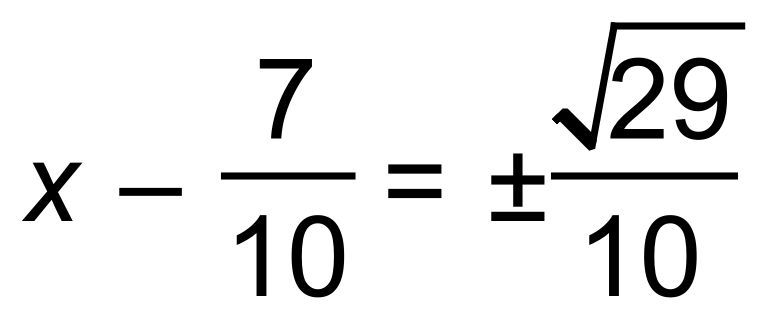 x – 7/10 = ±√29/10